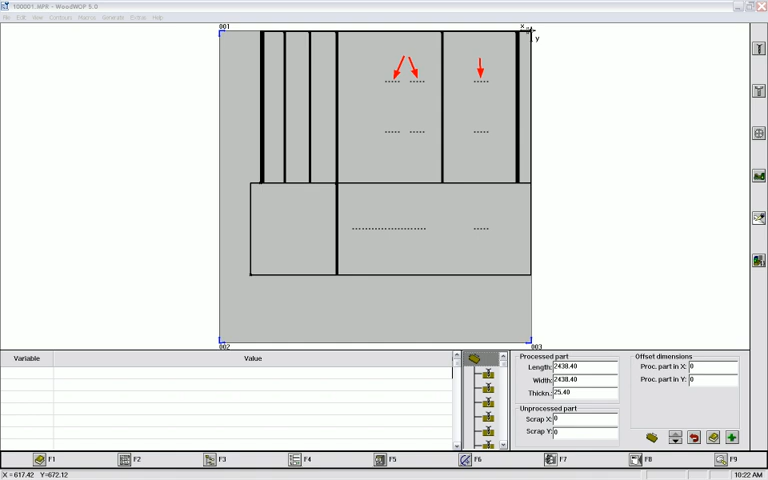 100001.MPR - WoodWOP 5.0
File Edit View Contours Macros Generate Extras Help
001
x
y
002
003
Variable Value
Processed part
Length: 2438.40
Width: 2438.40
Thickn.: 25.40
Unprocessed part
Scrap X: 0
Scrap Y: 0
Offset dimensions
Proc. part in X: 0
Proc. part in Y: 0
F1 F2 F3 F4 F5 F6 F7 F8 F9
X = 617.42 Y=672.12
10:22 AM